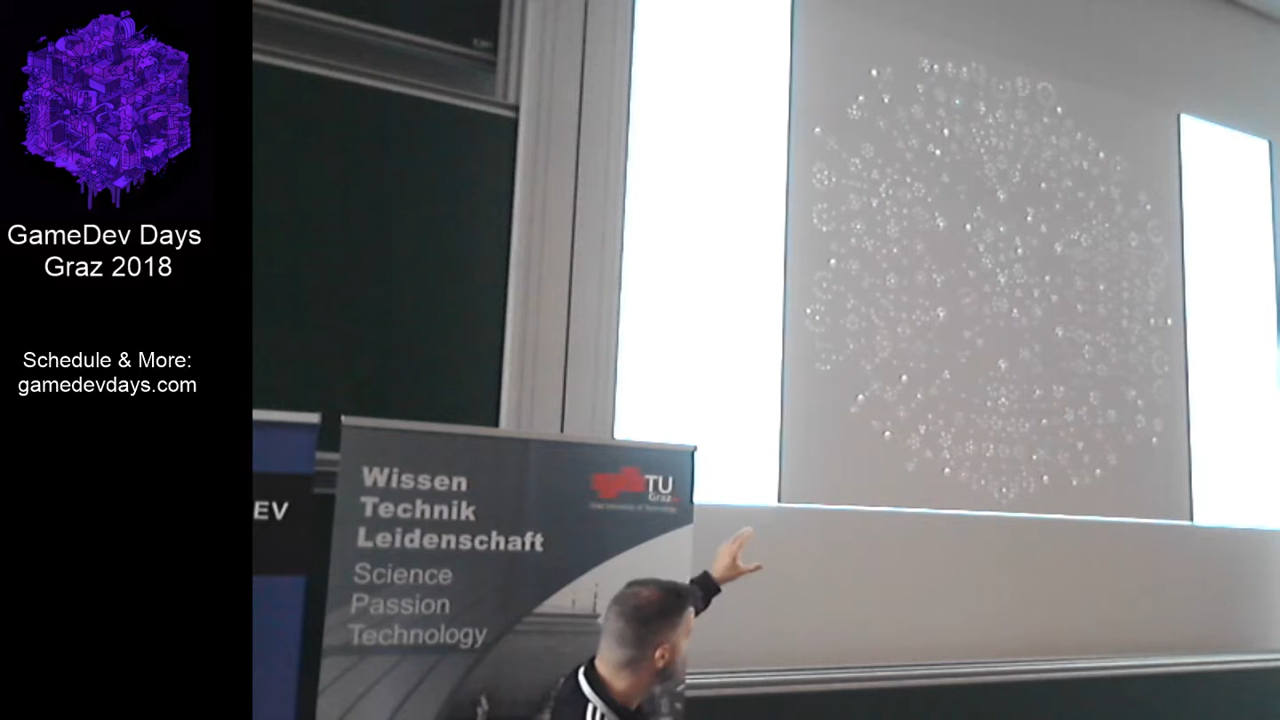 GameDev Days
Graz 2018
Schedule & More:
gamedevdays.com
EV
Wissen
Technik
Leidenschaft
Science
Passion
Technology
TU
Graz